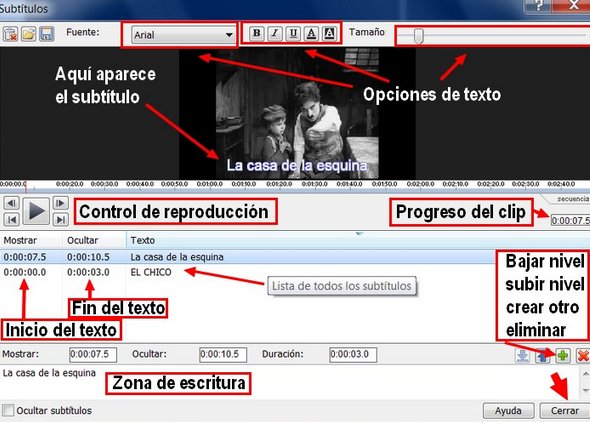 Subtítulos
Fuente: Arial B I U A A Tamaño
Aquí aparece
el subtítulo
Opciones de texto
La casa de la esquina
0:00:00.0 0:00:20.0 0:00:30.0 0:00:40.0 0:00:50.0 0:01:00.0 0:01:10.0 0:01:20.0 0:01:30.0 0:01:40.0 0:01:50.0 0:02:00.0 0:02:10.0 0:02:20.0 0:02:30.0 0:02:40.0
secuencia
Control de reproducción
Progreso del clip
0:00:07.5
Mostrar Ocultar Texto
0:00:07.5 0:00:10.5 La casa de la esquina
0:00:00.0 0:00:03.0 EL CHICO
Lista de todos los subtítulos
Fin del texto
Inicio del texto
Bajar nivel
subir nivel
crear otro
eliminar
Mostrar: 0:00:07.5 Ocultar: 0:00:10.5 Duración: 0:00:03.0
La casa de la esquina
Zona de escritura
Ocultar subtítulos
Ayuda
Cerrar